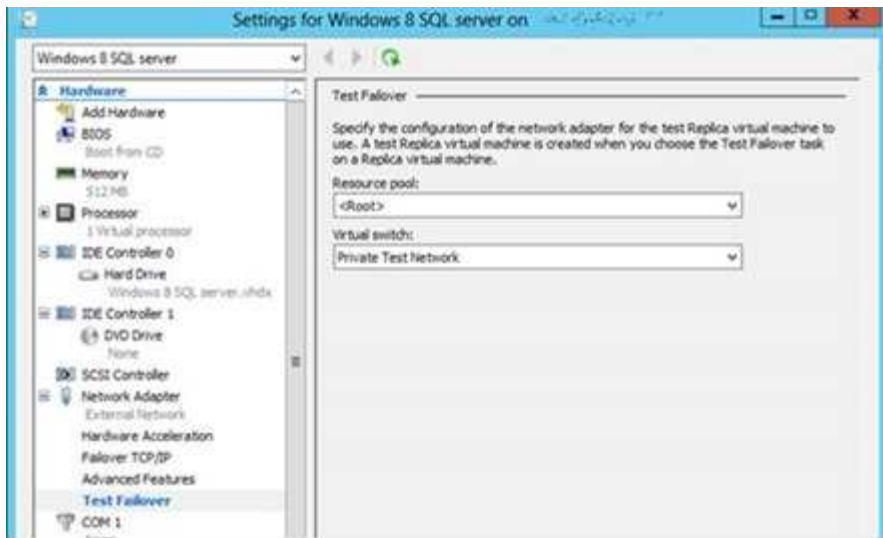 Settings for Windows 8 SQL server on
Windows 8 SQL server
Hardware
Add Hardware
BIOS
Boot from CD
Memory
512 MB
Processor
1 Virtual processor
IDE Controller 0
Hard Drive
Windows 8 SQL server.vhdx
IDE Controller 1
DVD Drive
None
SCSI Controller
Network Adapter
External Network
Hardware Acceleration
Failover TCP/IP
Advanced Features
Test Failover
COM 1
Test Failover
Specify the configuration of the network adapter for the test Replica virtual machine to
use. A test Replica virtual machine is created when you choose the Test Failover task
on a Replica virtual machine.
Resource pool:
<Root>
Virtual switch:
Private Test Network